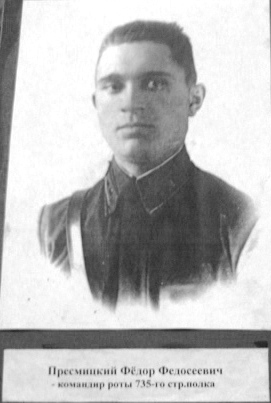 Пресмицкий Фёдор Федосеевич
- командир роты 735-го стр.полка